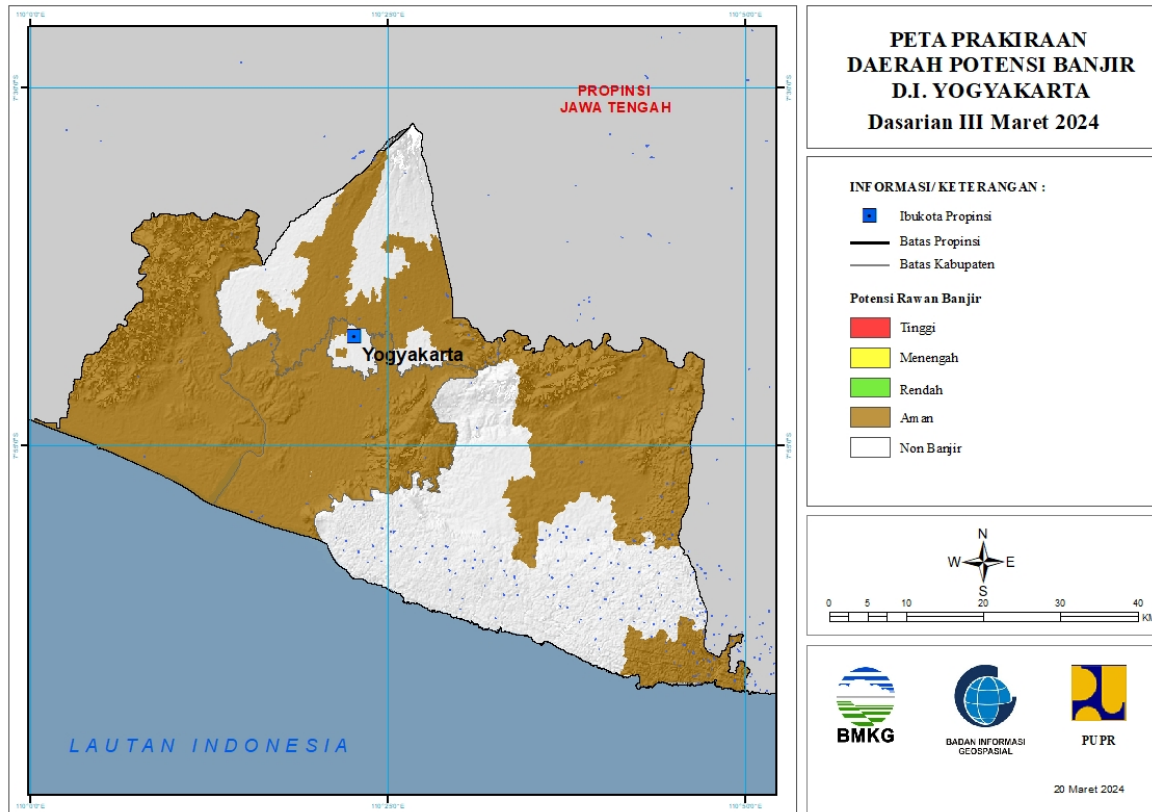 PETA PRAKIRAAN
DAERAH POTENSI BANJIR
D.I. YOGYAKARTA
Dasarian III Maret 2024
INFORMASI/ KETERANGAN :
Ibukota Propinsi
Batas Propinsi
Batas Kabupaten
Potensi Rawan Banjir
Tinggi
Menengah
Rendah
Aman
Non Banjir
N
W E
S
0 5 10 20 30 40
KM
BMKG
BADAN INFORMASI
GEOSPASIAL
PUPR
20 Maret 2024
PROPINSI
JAWA TENGAH
Yogyakarta
LAUTAN INDONESIA